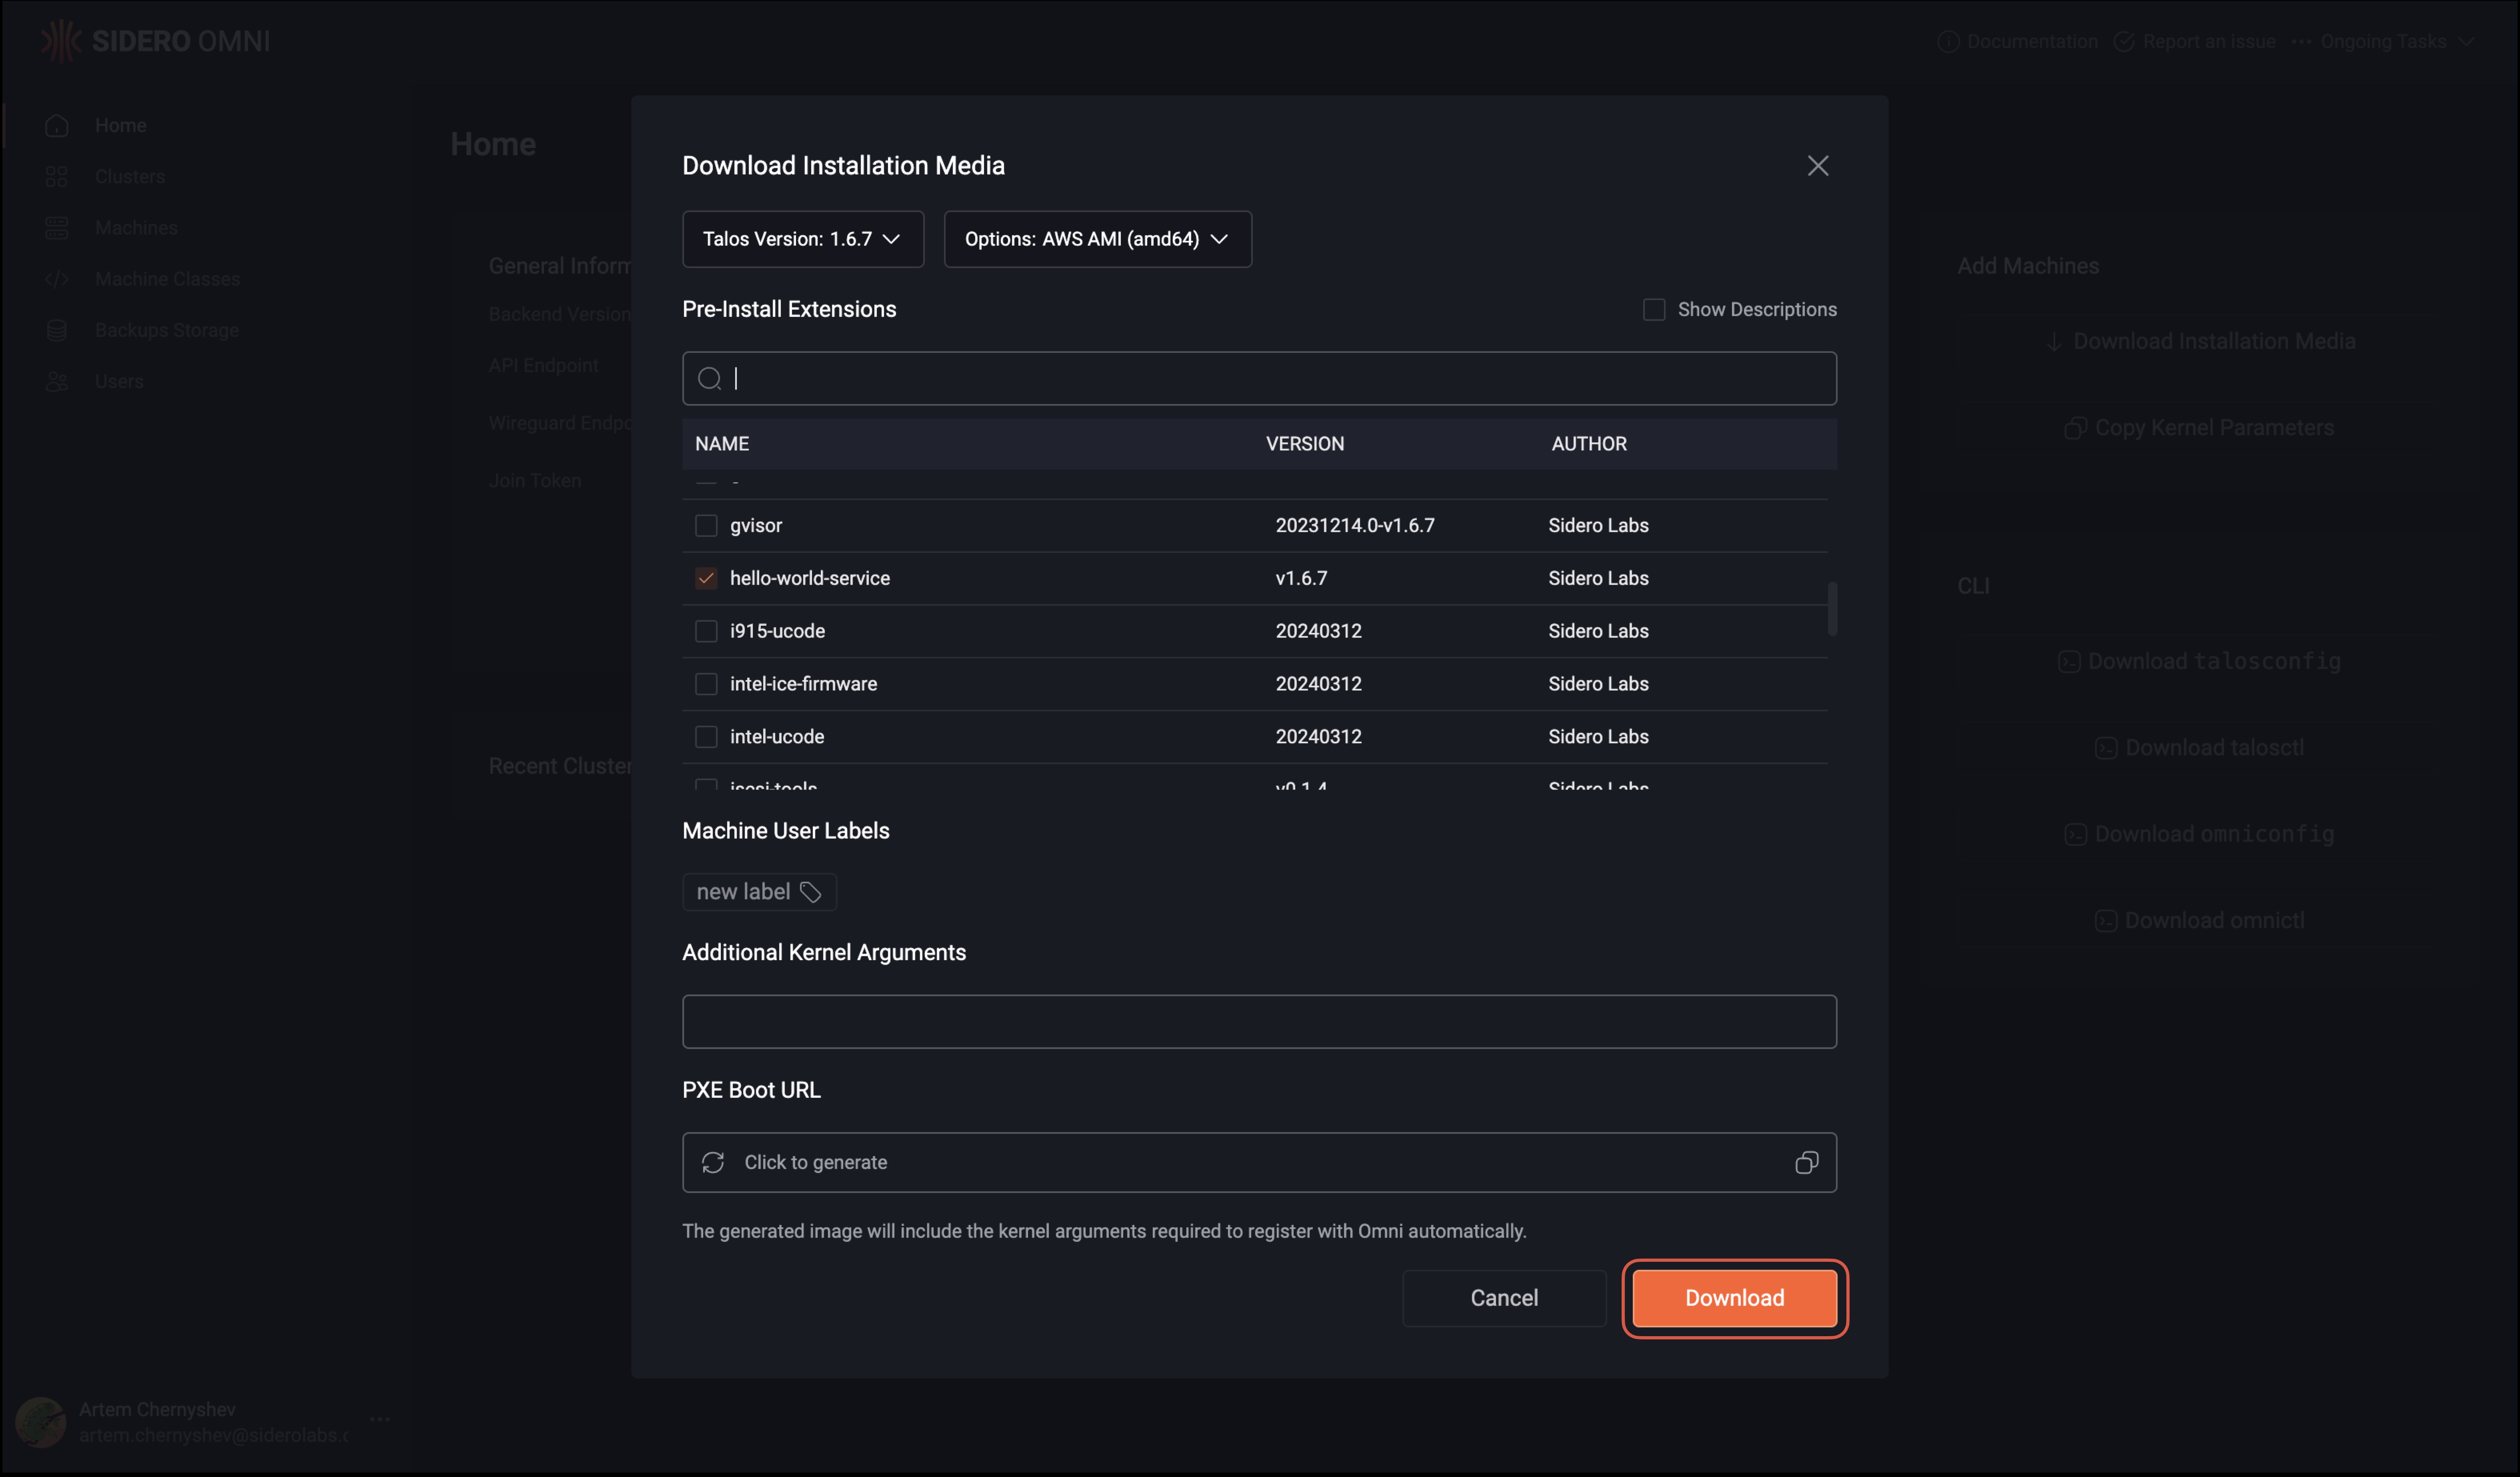 SIDERO OMNI
Documentation
Report an issue
Ongoing Tasks
Home
Clusters
Machines
Machine Classes
Backups Storage
Users
Home
General Inform
Backend Version
API Endpoint
Wireguard Endpo
Join Token
Recent Cluster
Download Installation Media
Talos Version: 1.6.7
Options: AWS AMI (amd64)
Pre-Install Extensions
Show Descriptions
NAME VERSION AUTHOR
gvisor 20231214.0-v1.6.7 Sidero Labs
hello-world-service v1.6.7 Sidero Labs
i915-ucode 20240312 Sidero Labs
intel-ice-firmware 20240312 Sidero Labs
intel-ucode 20240312 Sidero Labs
iscsi-tools v0.1.4 Sidero Labs
Machine User Labels
new label
Additional Kernel Arguments
PXE Boot URL
Click to generate
The generated image will include the kernel arguments required to register with Omni automatically.
Cancel
Download
Add Machines
Download Installation Media
Copy Kernel Parameters
CLI
Download talosconfig
Download talosctl
Download omniconfig
Download omnictl
Artem Chernyshev
artem.chernyshev@siderolabs.c